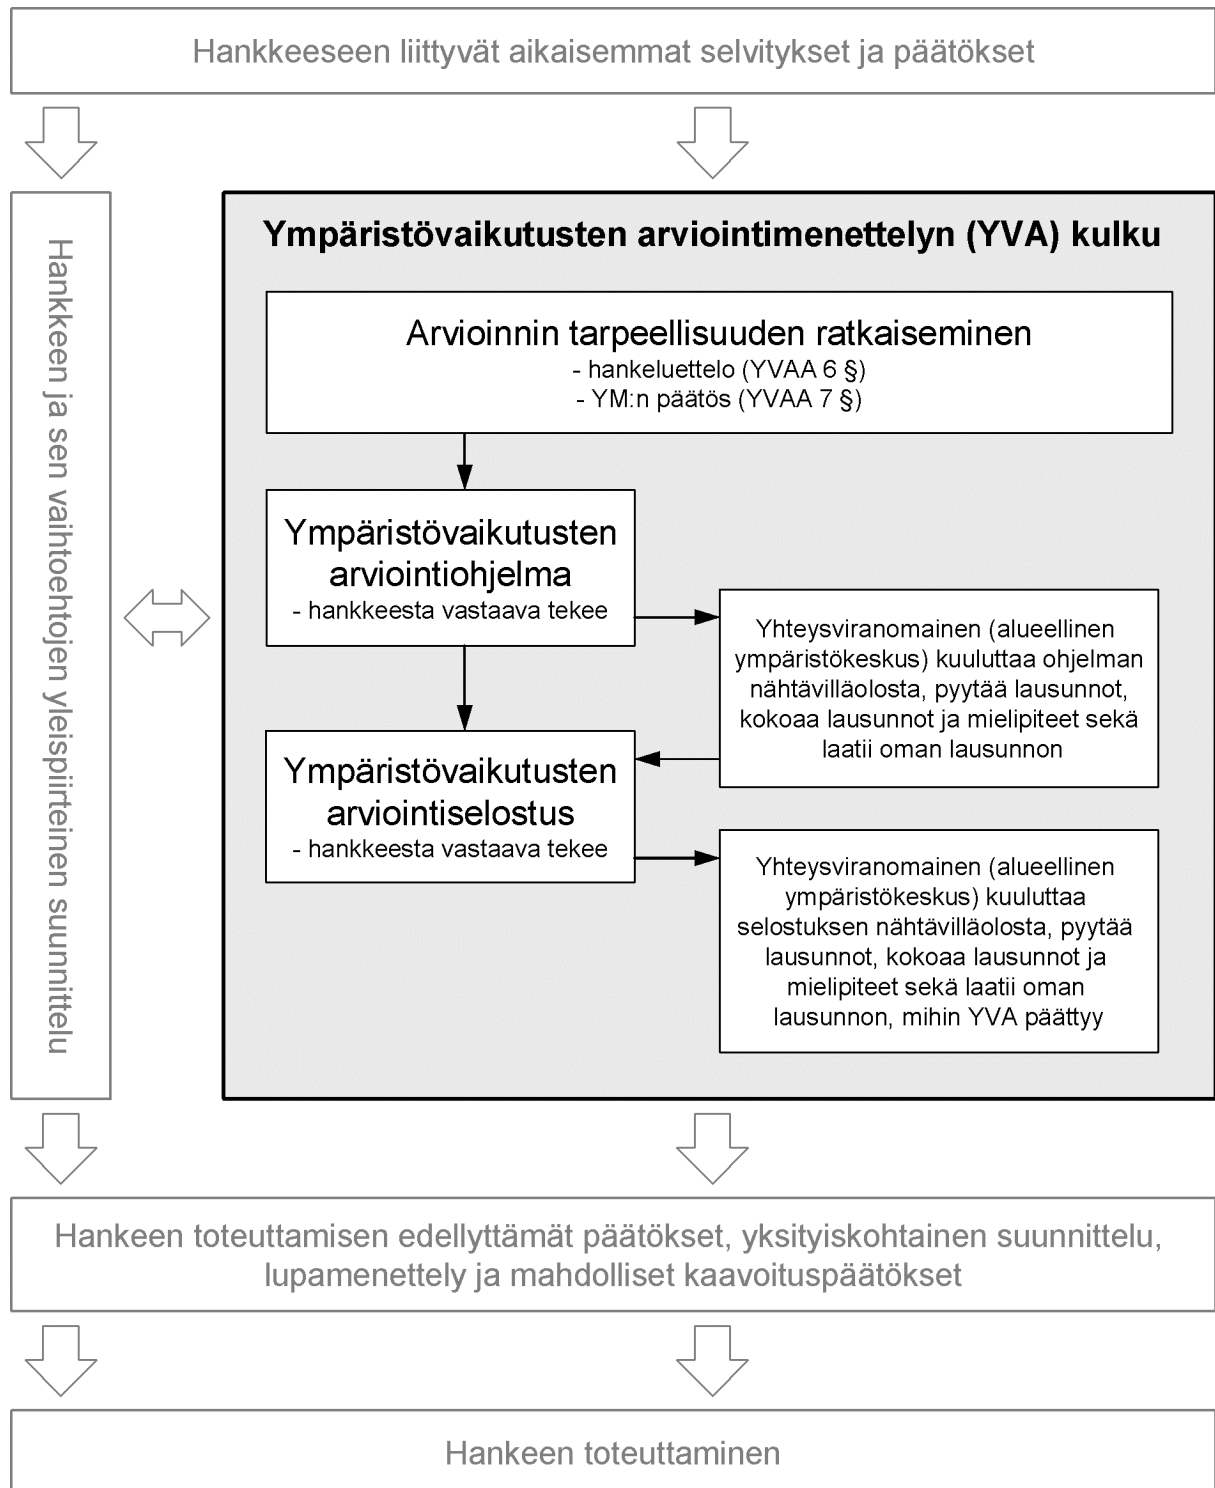 Hankkeeseen liittyvät aikaisemmat selvitykset ja päätökset
Hankkeen ja sen vaihtoehtojen yleispiirteinen suunnittelu
Ympäristövaikutusten arviointimenettelyn (YVA) kulku
Arvioinnin tarpeellisuuden ratkaiseminen
- hankeluettelo (YVAA 6 §)
- YM:n päätös (YVAA 7 §)
Ympäristövaikutusten
arviointiohjelma
- hankkeesta vastaava tekee
Yhteysviranomainen (alueellinen
ympäristökeskus) kuuluttaa ohjelman
nähtävilläolosta, pyytää lausunnot,
kokoaa lausunnot ja mielipiteet sekä
laatii oman lausunnon
Ympäristövaikutusten
arviointiselostus
- hankkeesta vastaava tekee
Yhteysviranomainen (alueellinen
ympäristökeskus) kuuluttaa
selostuksen nähtävilläolosta, pyytää
lausunnot, kokoaa lausunnot ja
mielipiteet sekä laatii oman
lausunnon, mihin YVA päättyy
Hankeen toteuttamisen edellyttämät päätökset, yksityiskohtainen suunnittelu,
lupamenettely ja mahdolliset kaavoituspäätökset
Hankeen toteuttaminen